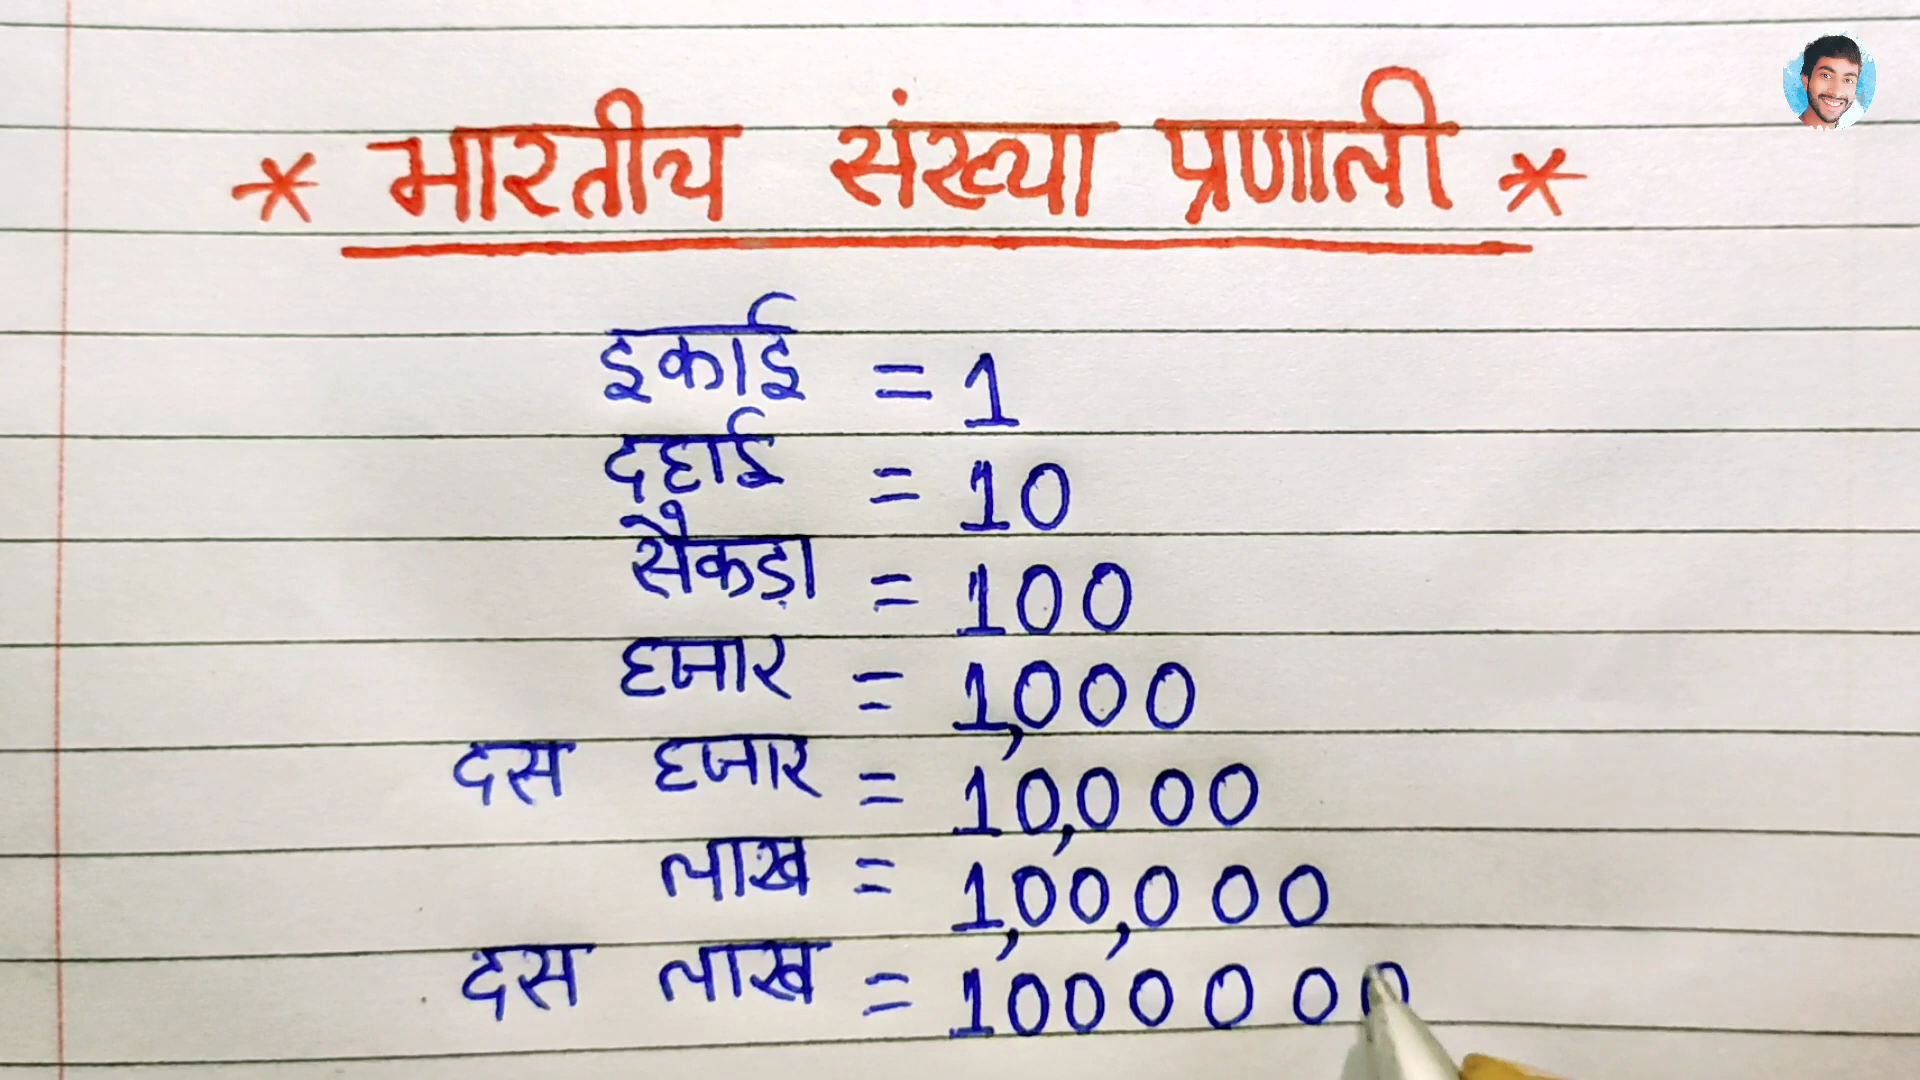 * भारतीय संख्या प्रणाली *
इकाई = 1
दहाई = 10
सैकड़ा = 100
हजार = 1,000
दस हजार = 10,000
लाख = 1,00,000
दस लाख = 1000000